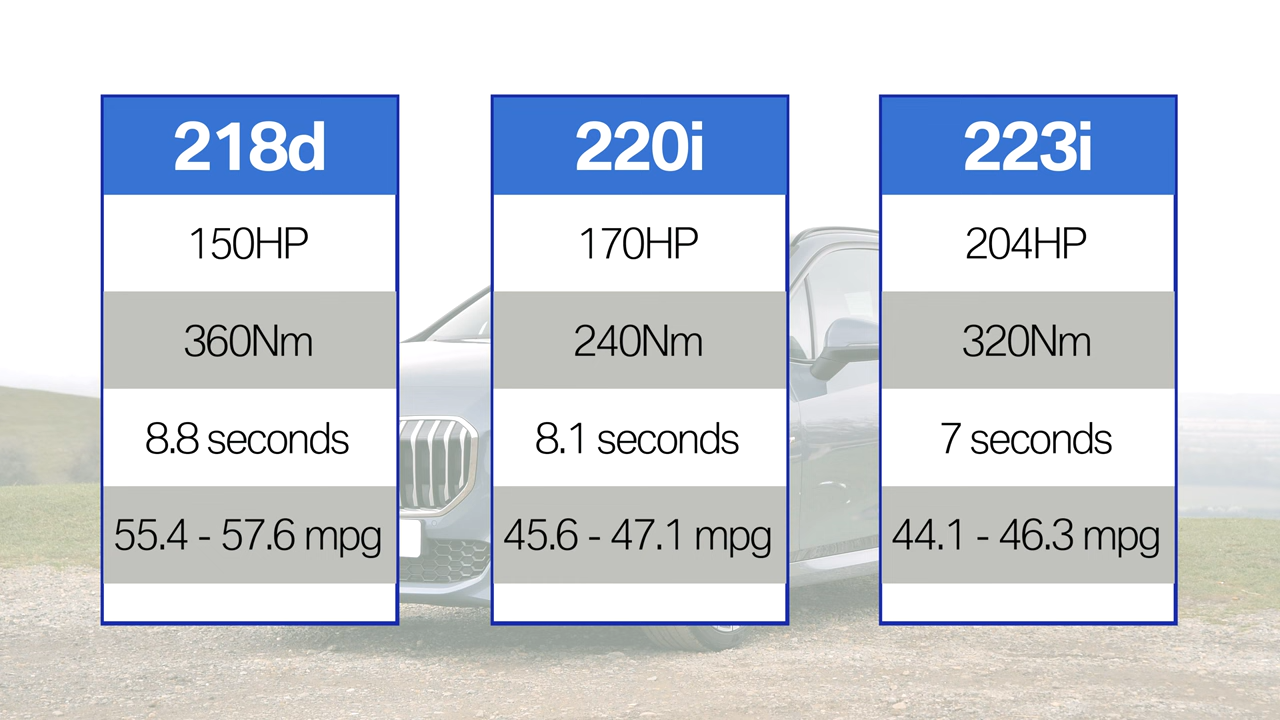 218d
150HP
360Nm
8.8 seconds
55.4 - 57.6 mpg
220i
170HP
240Nm
8.1 seconds
45.6 - 47.1 mpg
223i
204HP
320Nm
7 seconds
44.1 - 46.3 mpg